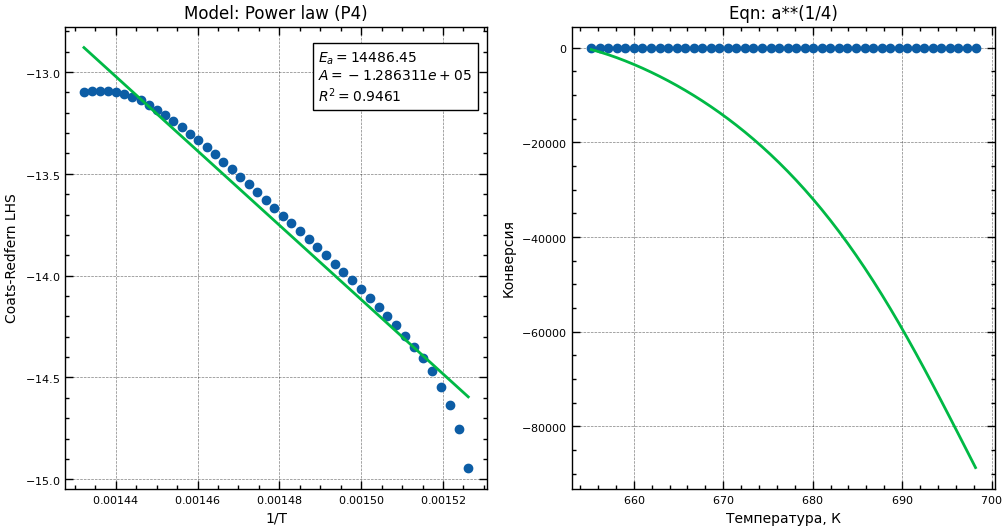 Model: Power law (P4)
Coats-Redfern LHS
−13.0
−13.5
−14.0
−14.5
−15.0
E_a = 14486.45
A = −1.286311e + 05
R^2 = 0.9461
0.00144 0.00146 0.00148 0.00150 0.00152
1/T
Eqn: a**(1/4)
Конверсия
0
−20000
−40000
−60000
−80000
660 670 680 690 700
Температура, К